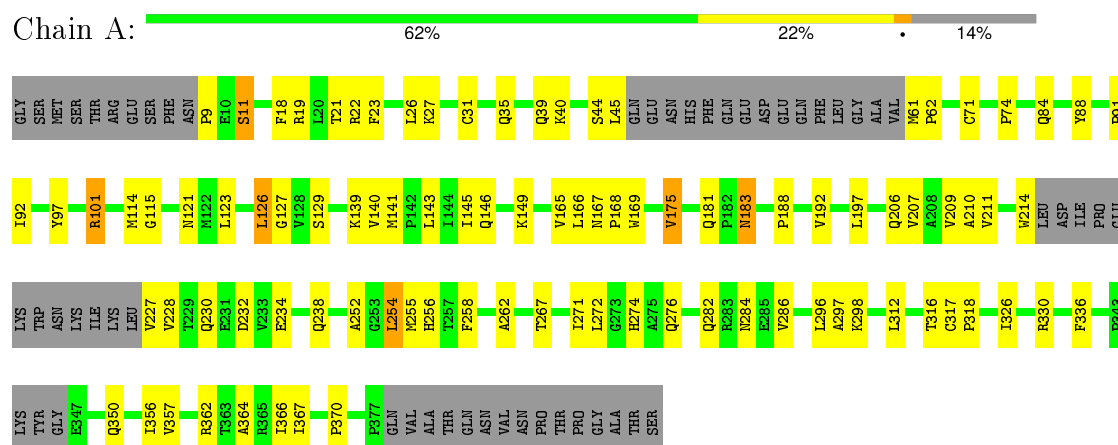 Chain A:
62% 22% • 14%
GLY SER MET SER THR ARG GLU SER PHE ASN P9 E10 S11 F18 R19 L20 T21 R22 F23 L26 K27 C31 Q35 Q39 K40 S44 L45 GLN GLU ASN HIS PHE GLN GLU ASP GLU GLN PHE LEU GLY ALA VAL M61 P62 C71 P74 Q84 Y88
I92 Y97 R101 M114 G115 N121 M122 L123 L126 G127 V128 S129 K139 V140 M141 P142 L143 I144 I145 Q146 K149 V165 L166 N167 P168 W169 V175 Q181 P182 N183 P188 V192 L197 Q206 V207 A208 V209 A210 V211 W214 LEU ASP ILE PRO GLU
LYS TRP ASN LYS ILE LYS LEU V227 V228 T229 Q230 E231 D232 V233 E234 Q238 A252 G253 L254 M255 H256 T257 F258 A262 T267 I271 L272 G273 H274 A275 Q276 Q282 R283 N284 E285 V286 L296 A297 K298 L312 T316 C317 P318 I326 R330 F336
LYS TYR GLY E347 Q350 I356 V357 R362 T363 A364 R365 I366 I367 P370 P377 GLN VAL ALA THR GLN ASN VAL ASN PRO THR PRO GLY ALA THR SER